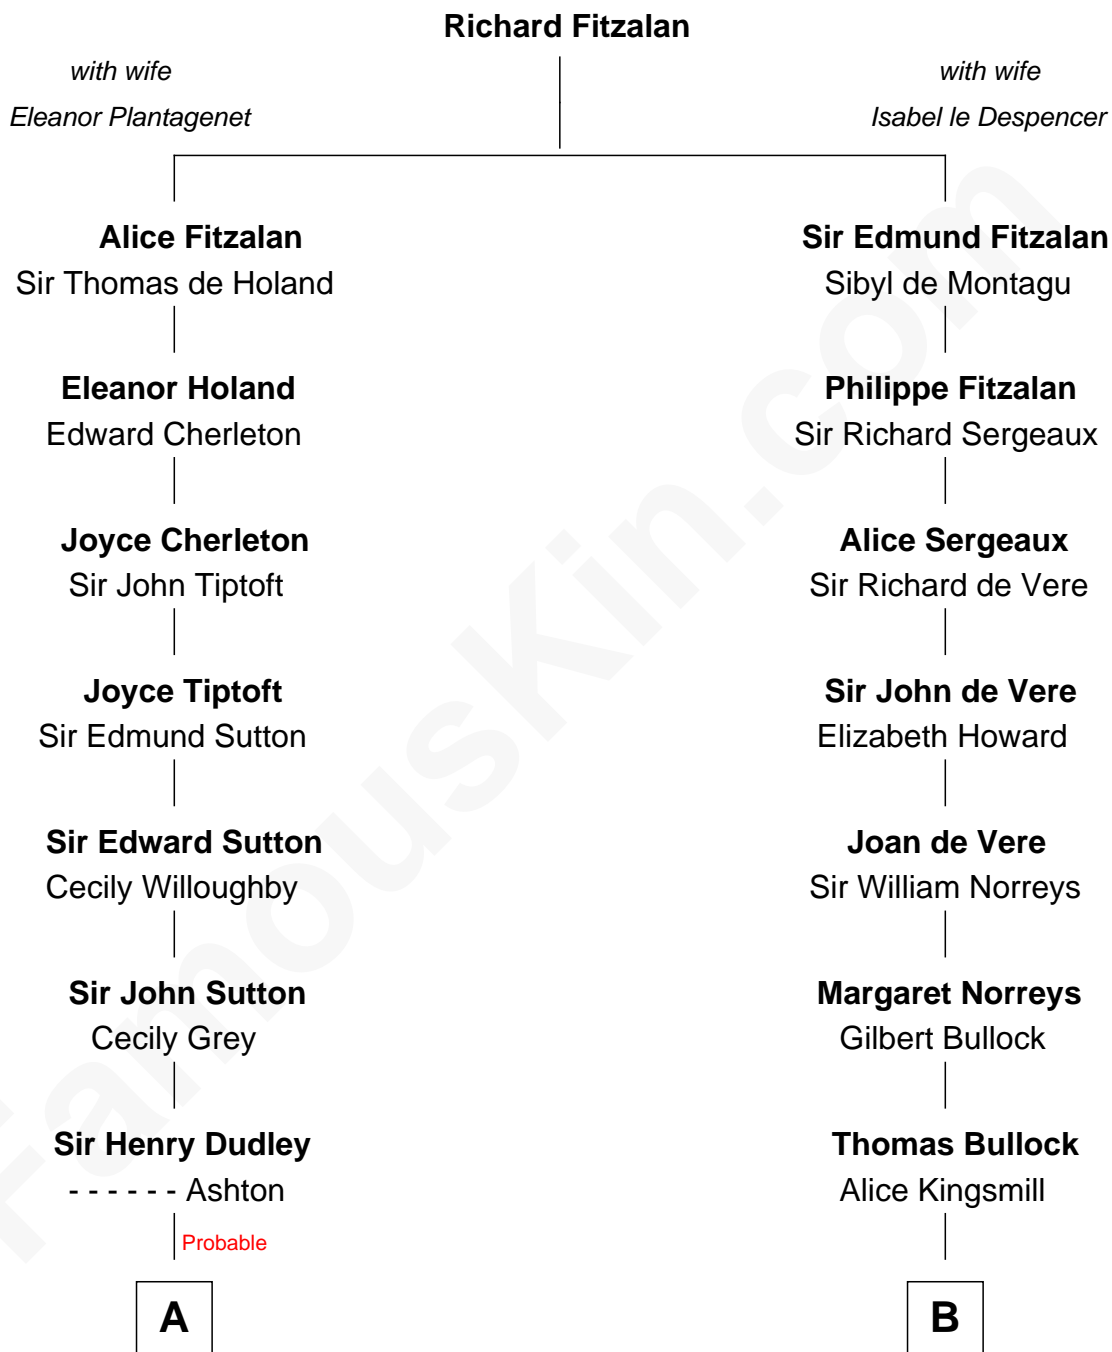 Richard Fitzalan
with wife
Eleanor Plantagenet
with wife
Isabel le Despencer
Alice Fitzalan
Sir Thomas de Holand
Sir Edmund Fitzalan
Sibyl de Montagu
Eleanor Holand
Edward Cherleton
Philippe Fitzalan
Sir Richard Sergeaux
Joyce Cherleton
Sir John Tiptoft
Alice Sergeaux
Sir Richard de Vere
Joyce Tiptoft
Sir Edmund Sutton
Sir John de Vere
Elizabeth Howard
Sir Edward Sutton
Cecily Willoughby
Joan de Vere
Sir William Norreys
Sir John Sutton
Cecily Grey
Margaret Norreys
Gilbert Bullock
Sir Henry Dudley
- - - - - - Ashton
Thomas Bullock
Alice Kingsmill
Probable
A
B
FamousKin.com